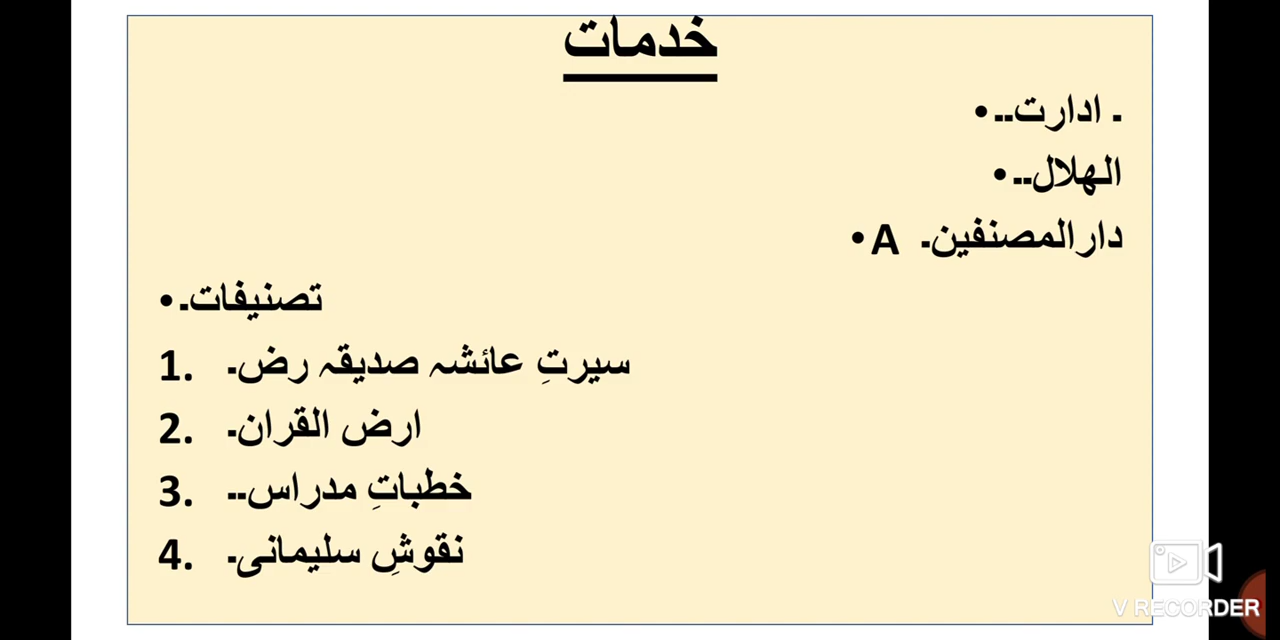 خدمات
۔ ادارت۔۔•
الھلال۔۔•
دارالمصنفین۔ A•
تصنیفات۔•
1. سیرتِ عائشہ صدیقہ رض۔
2. ارض القران۔
3. خطباتِ مدراس۔۔
4. نقوشِ سلیمانی۔
V RECORDER